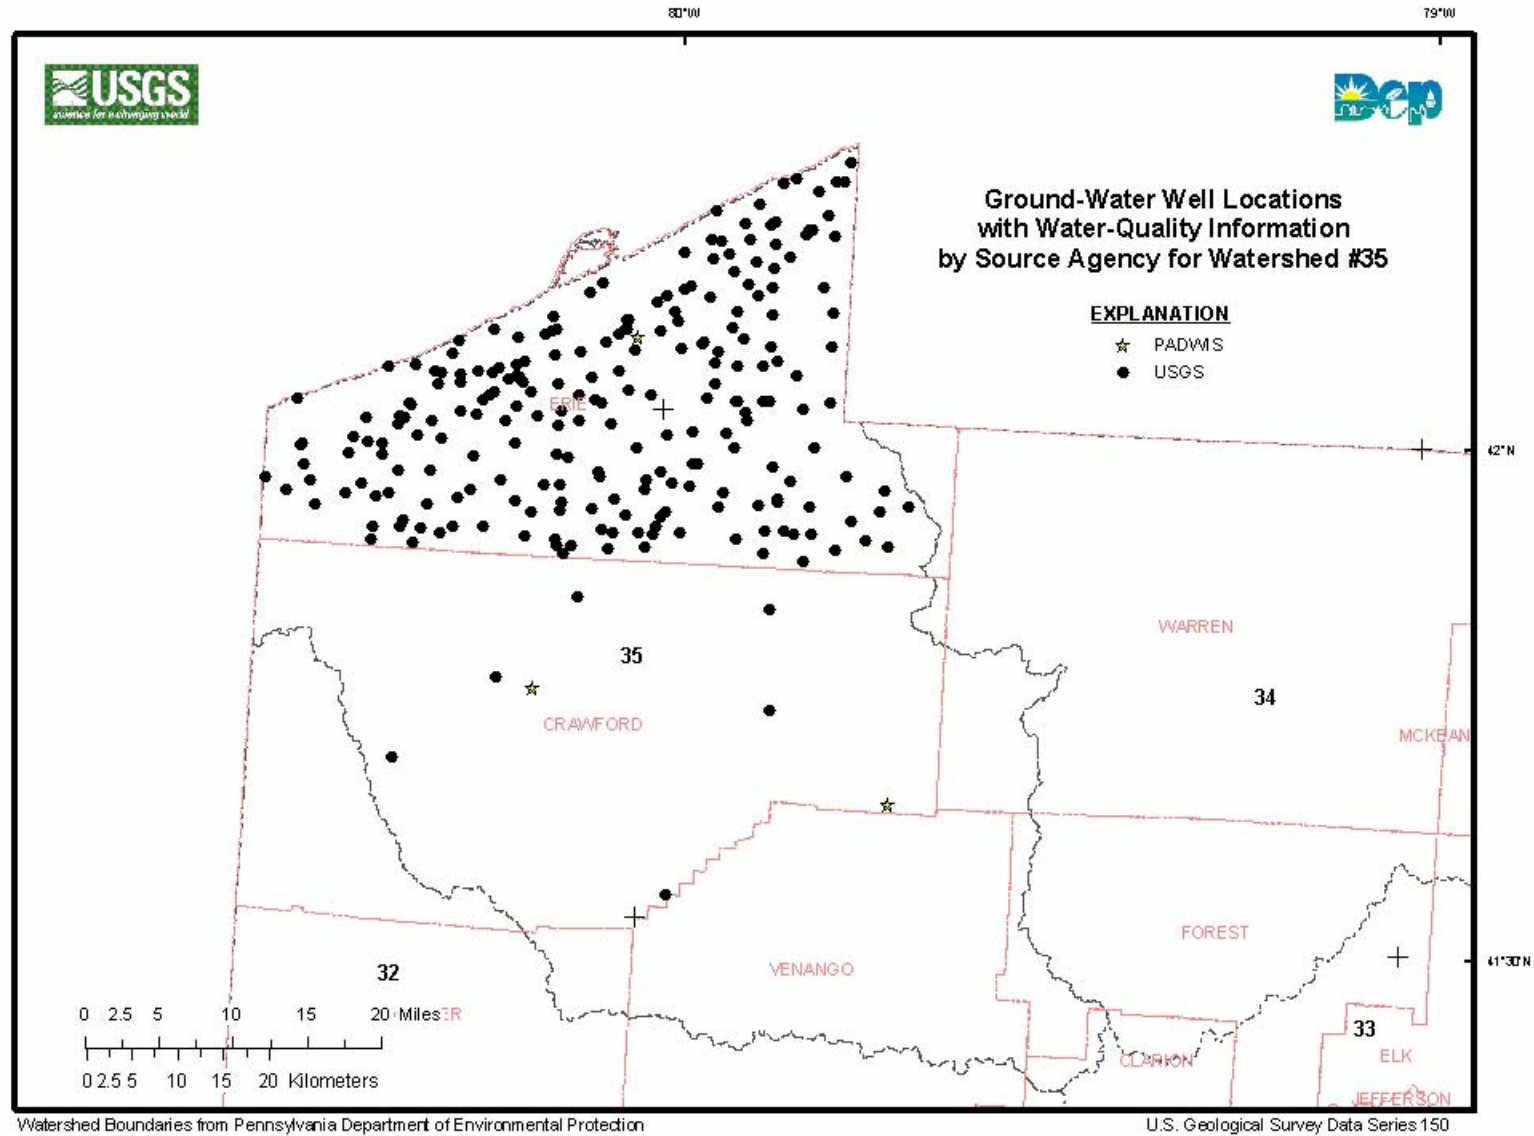 80°W
79°W
USGS
science for a changing world
Dep
Ground-Water Well Locations
with Water-Quality Information
by Source Agency for Watershed #35
EXPLANATION
PADWIS
USGS
ERIE
42°N
WARREN
35
34
CRAWFORD
MCKEAN
FOREST
VENANGO
41°30'N
32
0 2.5 5 10 15 20 Miles
ER
33
ELK
CLARION
0 2.5 5 10 15 20 Kilometers
JEFFERSON
Watershed Boundaries from Pennsylvania Department of Environmental Protection
U.S. Geological Survey Data Series 150